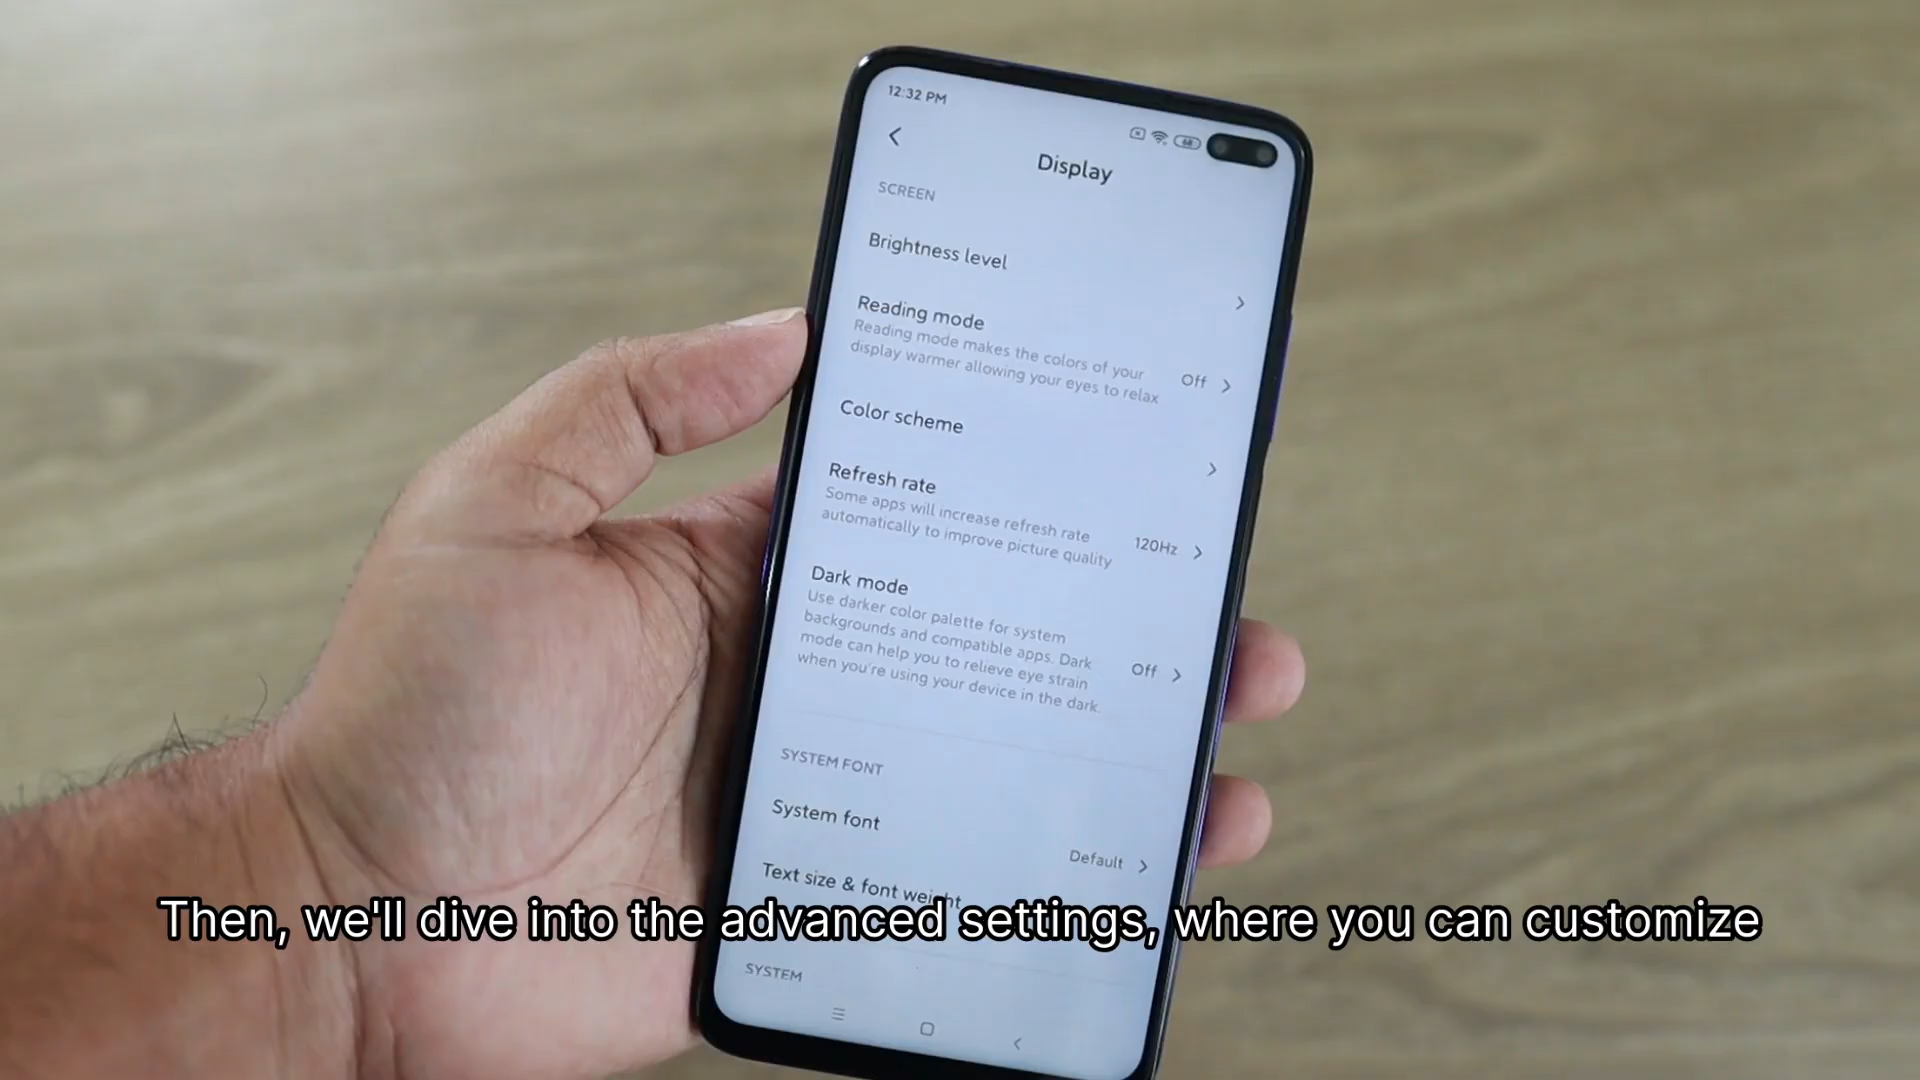 12:32 PM
68
Display
SCREEN
Brightness level
Reading mode
Reading mode makes the colors of your
display warmer allowing your eyes to relax
Off
Color scheme
Refresh rate
Some apps will increase refresh rate
automatically to improve picture quality
120Hz
Dark mode
Use darker color palette for system
backgrounds and compatible apps. Dark
mode can help you to relieve eye strain
when you're using your device in the dark.
Off
SYSTEM FONT
System font
Default
Text size & font weight
Then, we'll dive into the advanced settings, where you can customize
SYSTEM